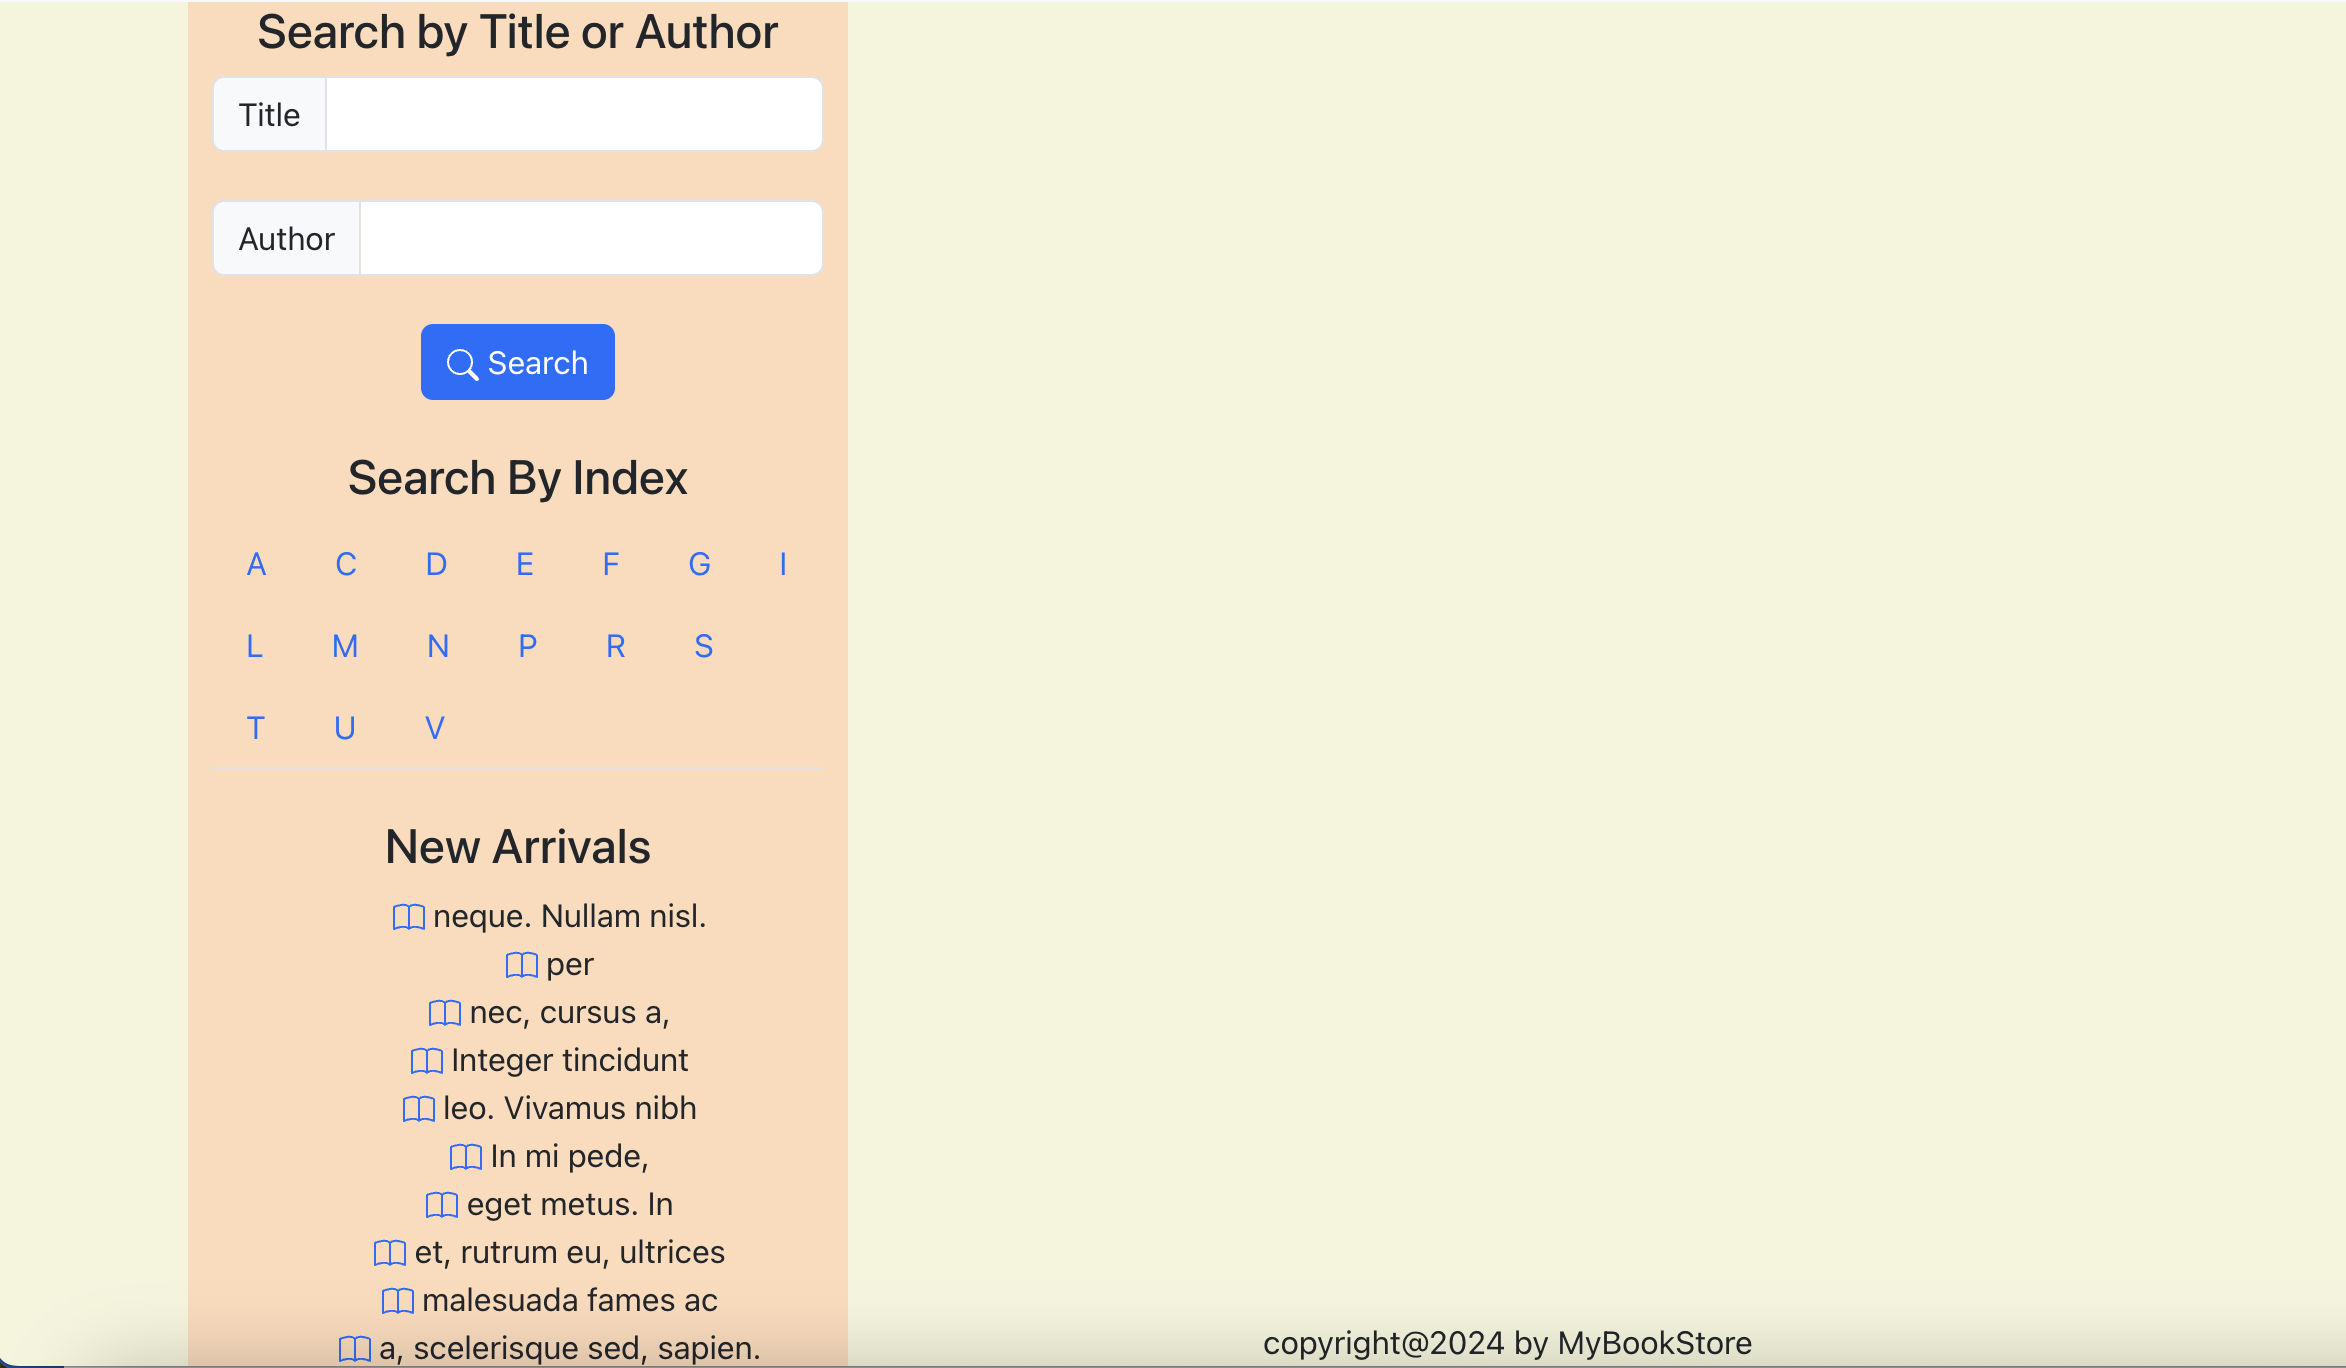 Search by Title or Author
Title
Author
Search
Search By Index
A C D E F G I
L M N P R S
T U V
New Arrivals
neque. Nullam nisl.
per
nec, cursus a,
Integer tincidunt
leo. Vivamus nibh
In mi pede,
eget metus. In
et, rutrum eu, ultrices
malesuada fames ac
a, scelerisque sed, sapien.
copyright@2024 by MyBookStore